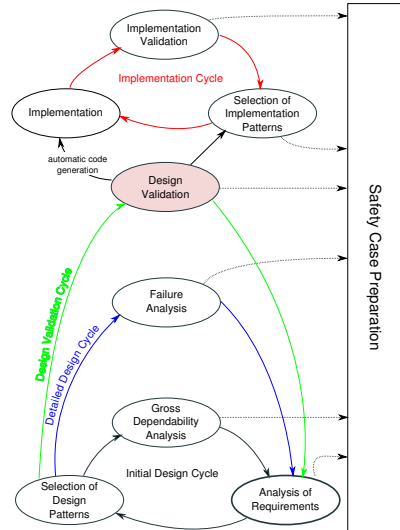 Implementation
Validation
Implementation Cycle
Implementation
Selection of
Implementation
Patterns
automatic code
generation
Design
Validation
Safety Case Preparation
Design Validation Cycle
Detailed Design Cycle
Failure
Analysis
Gross
Dependability
Analysis
Initial Design Cycle
Selection of
Design
Patterns
Analysis of
Requirements